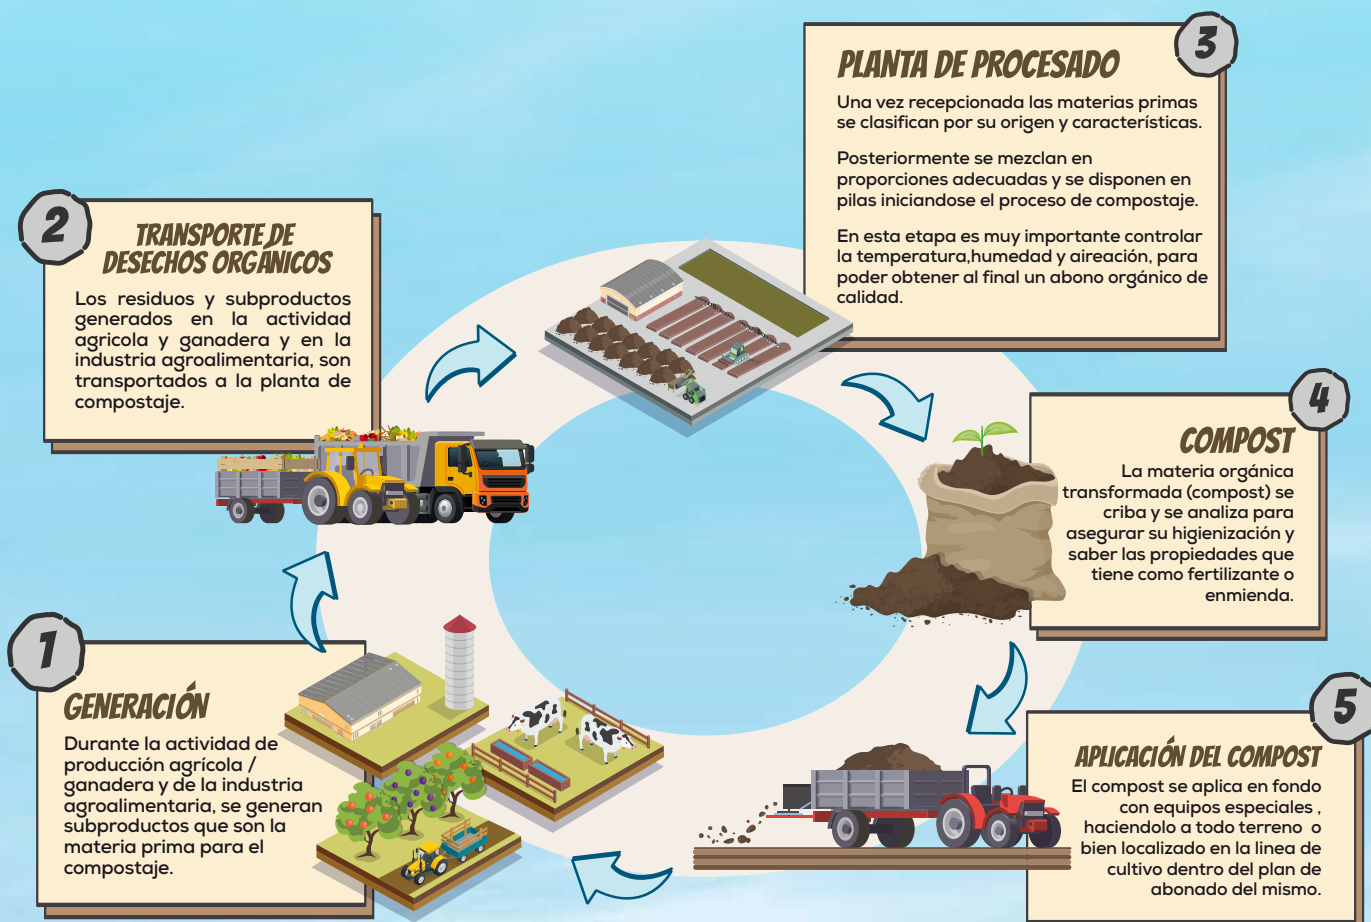 1
GENERACIÓN
Durante la actividad de
producción agrícola /
ganadera y de la industria
agroalimentaria, se generan
subproductos que son la
materia prima para el
compostaje.
2
TRANSPORTE DE
DESECHOS ORGÁNICOS
Los residuos y subproductos
generados en la actividad
agricola y ganadera y en la
industria agroalimentaria, son
transportados a la planta de
compostaje.
3
PLANTA DE PROCESADO
Una vez recepcionada las materias primas
se clasifican por su origen y características.
Posteriormente se mezclan en
proporciones adecuadas y se disponen en
pilas iniciandose el proceso de compostaje.
En esta etapa es muy importante controlar
la temperatura,humedad y aireación, para
poder obtener al final un abono orgánico de
calidad.
4
COMPOST
La materia orgánica
transformada (compost) se
criba y se analiza para
asegurar su higienización y
saber las propiedades que
tiene como fertilizante o
enmienda.
5
APLICACIÓN DEL COMPOST
El compost se aplica en fondo
con equipos especiales ,
haciendolo a todo terreno o
bien localizado en la linea de
cultivo dentro del plan de
abonado del mismo.